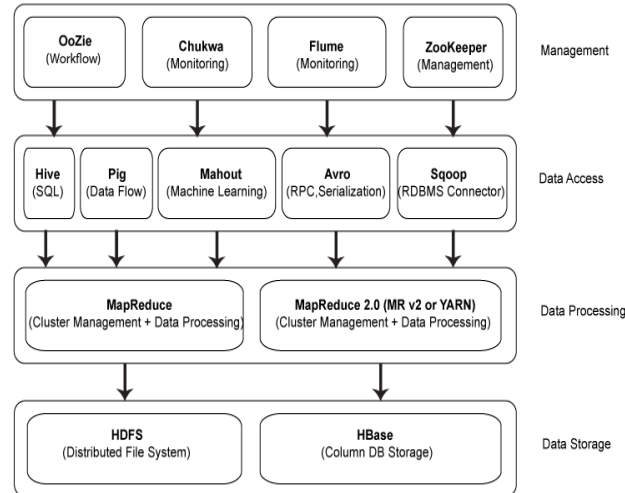 OoZie
(Workflow)
Chukwa
(Monitoring)
Flume
(Monitoring)
ZooKeeper
(Management)
Management
Hive
(SQL)
Pig
(Data Flow)
Mahout
(Machine Learning)
Avro
(RPC,Serialization)
Sqoop
(RDBMS Connector)
Data Access
MapReduce
(Cluster Management + Data Processing)
MapReduce 2.0 (MR v2 or YARN)
(Cluster Management + Data Processing)
Data Processing
HDFS
(Distributed File System)
HBase
(Column DB Storage)
Data Storage